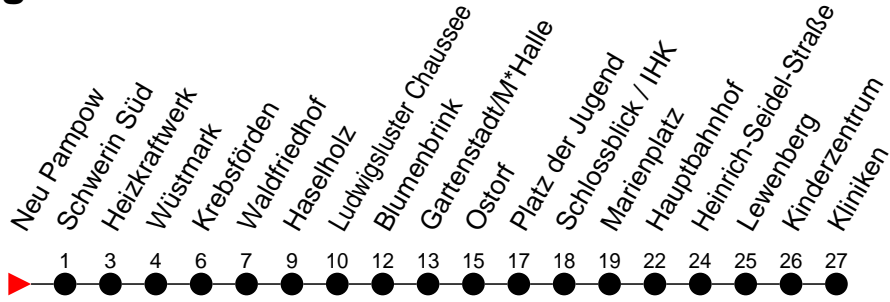 Neu Pampow
Schwerin Süd
Heizkraftwerk
Wüstmark
Krebsförden
Waldfriedhof
Haselholz
Ludwigsluster Chaussee
Blumenbrink
Gartenstadt/M*Halle
Ostorf
Platz der Jugend
Schlossblick / IHK
Marienplatz
Hauptbahnhof
Heinrich-Seidel-Straße
Lewenberg
Kinderzentrum
Kliniken
1 3 4 6 7 9 10 12 13 15 17 18 19 22 24 25 26 27